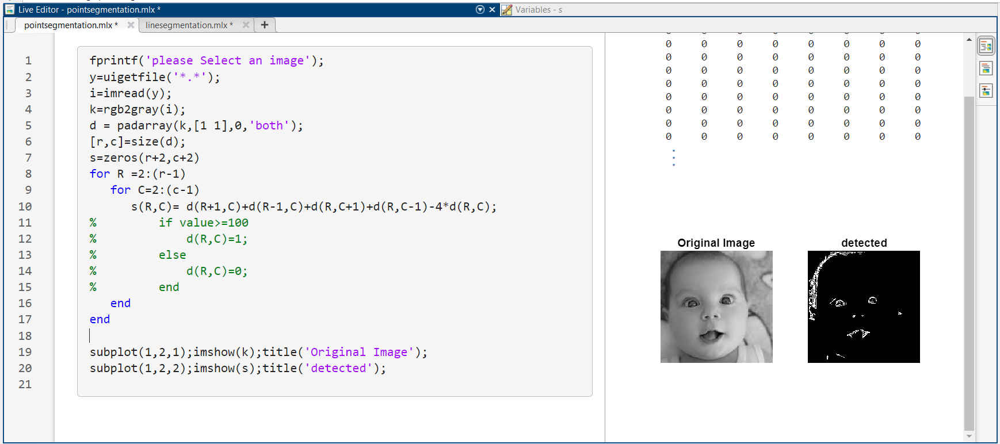 Live Editor - pointsegmentation.mlx *
Variables - s
pointsegmentation.mlx *
linesegmentation.mlx *
1 fprintf('please Select an image');
2 y=uigetfile('*.*');
3 i=imread(y);
4 k=rgb2gray(i);
5 d = padarray(k,[1 1],0,'both');
6 [r,c]=size(d);
7 s=zeros(r+2,c+2)
8 for R =2:(r-1)
9 for C=2:(c-1)
10 s(R,C)= d(R+1,C)+d(R-1,C)+d(R,C+1)+d(R,C-1)-4*d(R,C);
11 % if value>=100
12 % d(R,C)=1;
13 % else
14 % d(R,C)=0;
15 % end
16 end
17 end
18
19 subplot(1,2,1);imshow(k);title('Original Image');
20 subplot(1,2,2);imshow(s);title('detected');
21
0 0 0 0 0 0 0 0
0 0 0 0 0 0 0 0
0 0 0 0 0 0 0 0
0 0 0 0 0 0 0 0
0 0 0 0 0 0 0 0
0 0 0 0 0 0 0 0
0 0 0 0 0 0 0 0
0 0 0 0 0 0 0 0
Original Image
detected